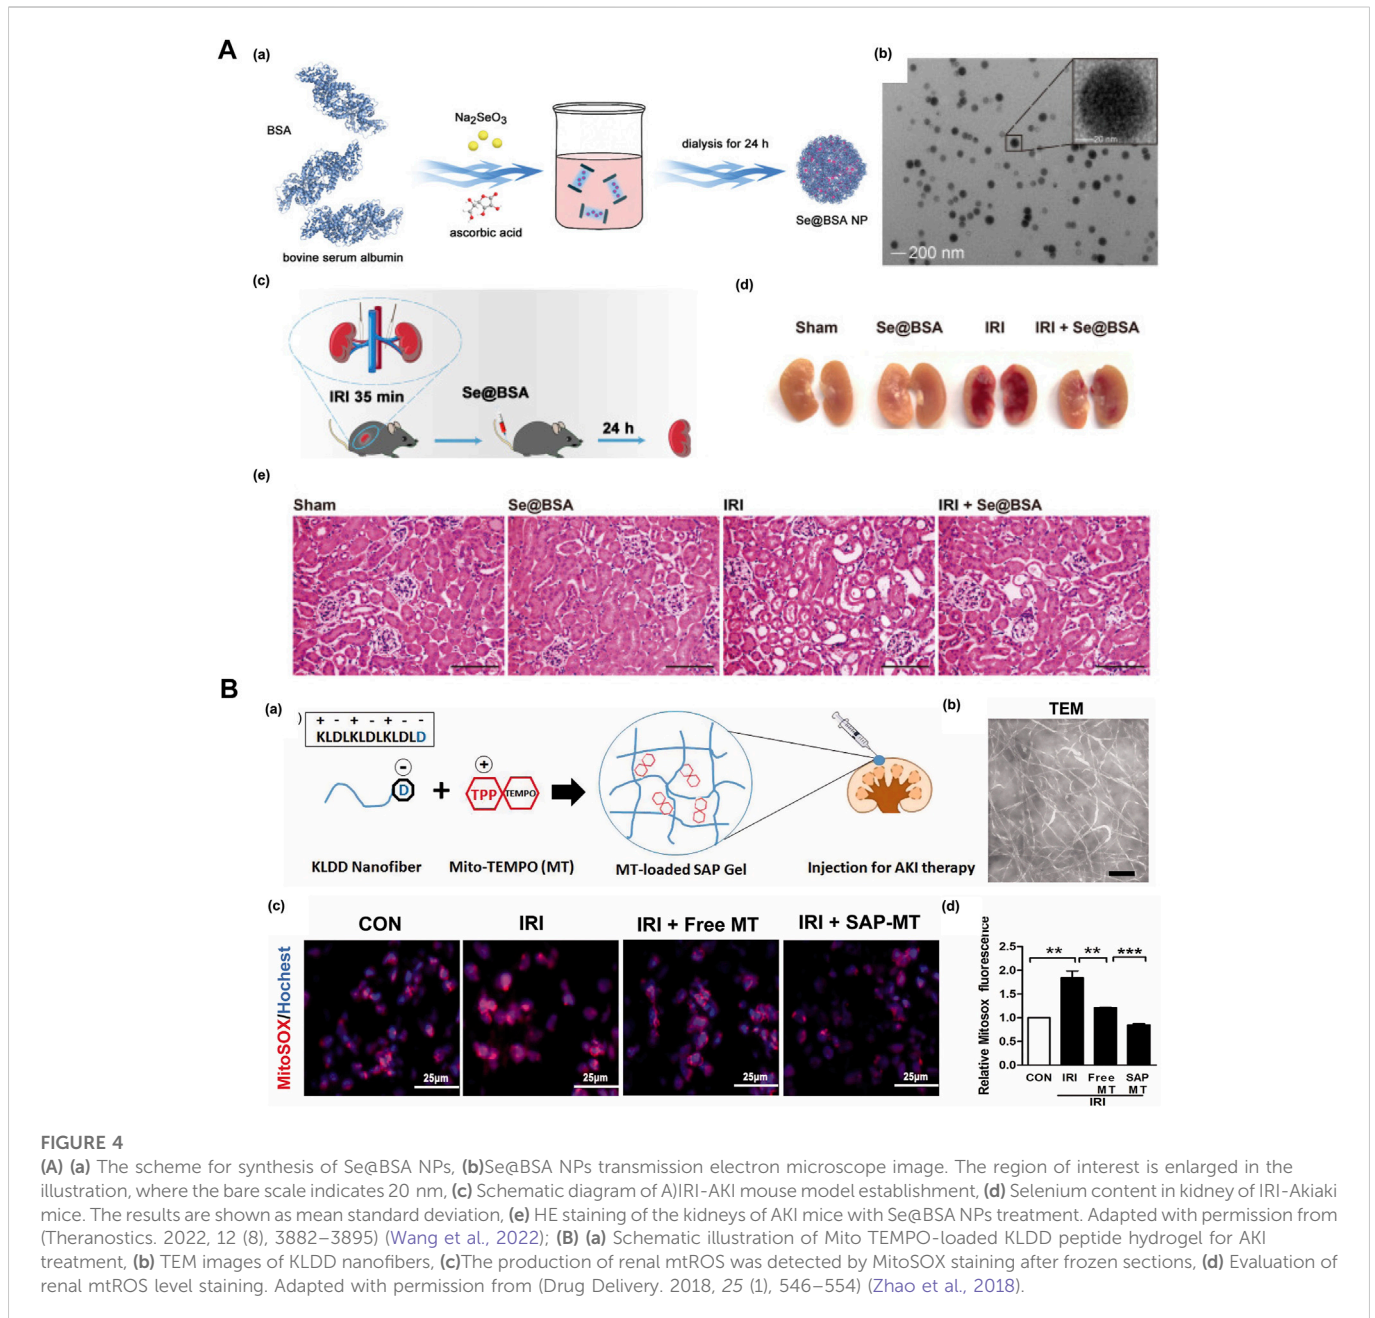 A
(a)
BSA
bovine serum albumin
Na2SeO3
ascorbic acid
dialysis for 24 h
Se@BSA NP
(b)
20 nm
200 nm
(c)
IRI 35 min
Se@BSA
24 h
(d)
Sham Se@BSA IRI IRI + Se@BSA
(e)
Sham Se@BSA IRI IRI + Se@BSA
B
(a)
)
+ - + - + - -
KLDLKLDLKLDLD
- +
D + TPP TEMPO
KLDD Nanofiber Mito-TEMPO (MT) MT-loaded SAP Gel Injection for AKI therapy
(b)
TEM
(c)
CON IRI IRI + Free MT IRI + SAP-MT
MitoSOX/Hochest
25μm 25μm 25μm 25μm
(d)
Relative Mitosox fluorescence
2.5
2.0
1.5
1.0
0.5
0.0
** ** ***
CON IRI Free MT SAP MT
IRI
FIGURE 4
(A) (a) The scheme for synthesis of Se@BSA NPs, (b)Se@BSA NPs transmission electron microscope image. The region of interest is enlarged in the
illustration, where the bare scale indicates 20 nm, (c) Schematic diagram of A)IRI-AKI mouse model establishment, (d) Selenium content in kidney of IRI-Akiaki
mice. The results are shown as mean standard deviation, (e) HE staining of the kidneys of AKI mice with Se@BSA NPs treatment. Adapted with permission from
(Theranostics. 2022, 12 (8), 3882–3895) (Wang et al., 2022); (B) (a) Schematic illustration of Mito TEMPO-loaded KLDD peptide hydrogel for AKI
treatment, (b) TEM images of KLDD nanofibers, (c)The production of renal mtROS was detected by MitoSOX staining after frozen sections, (d) Evaluation of
renal mtROS level staining. Adapted with permission from (Drug Delivery. 2018, 25 (1), 546–554) (Zhao et al., 2018).